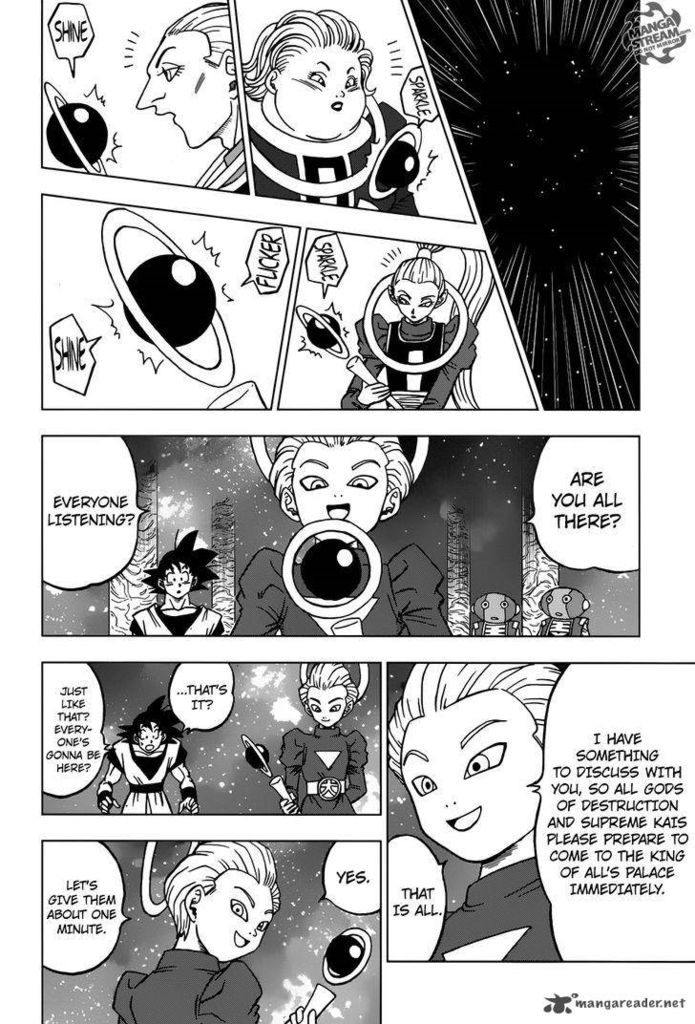 SHINE
SPARKLE
MANGA
STREAM
DO NOT MIRROR
SHINE
FLICKER
SPARKLE
EVERYONE
LISTENING?
ARE
YOU ALL
THERE?
JUST
LIKE
THAT?
EVERY-
ONE'S
GONNA BE
HERE?
...THAT'S
IT?
I HAVE
SOMETHING
TO DISCUSS WITH
YOU, SO ALL GODS
OF DESTRUCTION
AND SUPREME KAIS
PLEASE PREPARE TO
COME TO THE KING
OF ALL'S PALACE
IMMEDIATELY.
THAT
IS ALL.
LET'S
GIVE THEM
ABOUT ONE
MINUTE.
YES.
mangareader.net